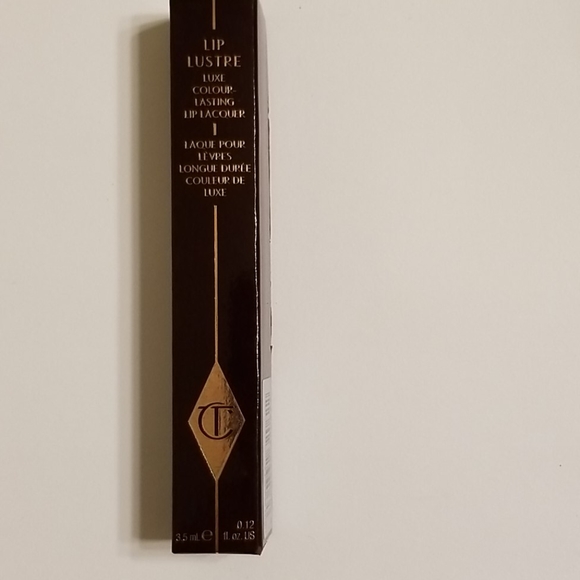 LIP
LUSTRE
LUXE
COLOUR-
LASTING
LIP LACQUER
LAQUE POUR
LÈVRES
LONGUE DURÉE
COULEUR DE
LUXE
CT
0.12
3.5 mL ℮ fl. oz. US